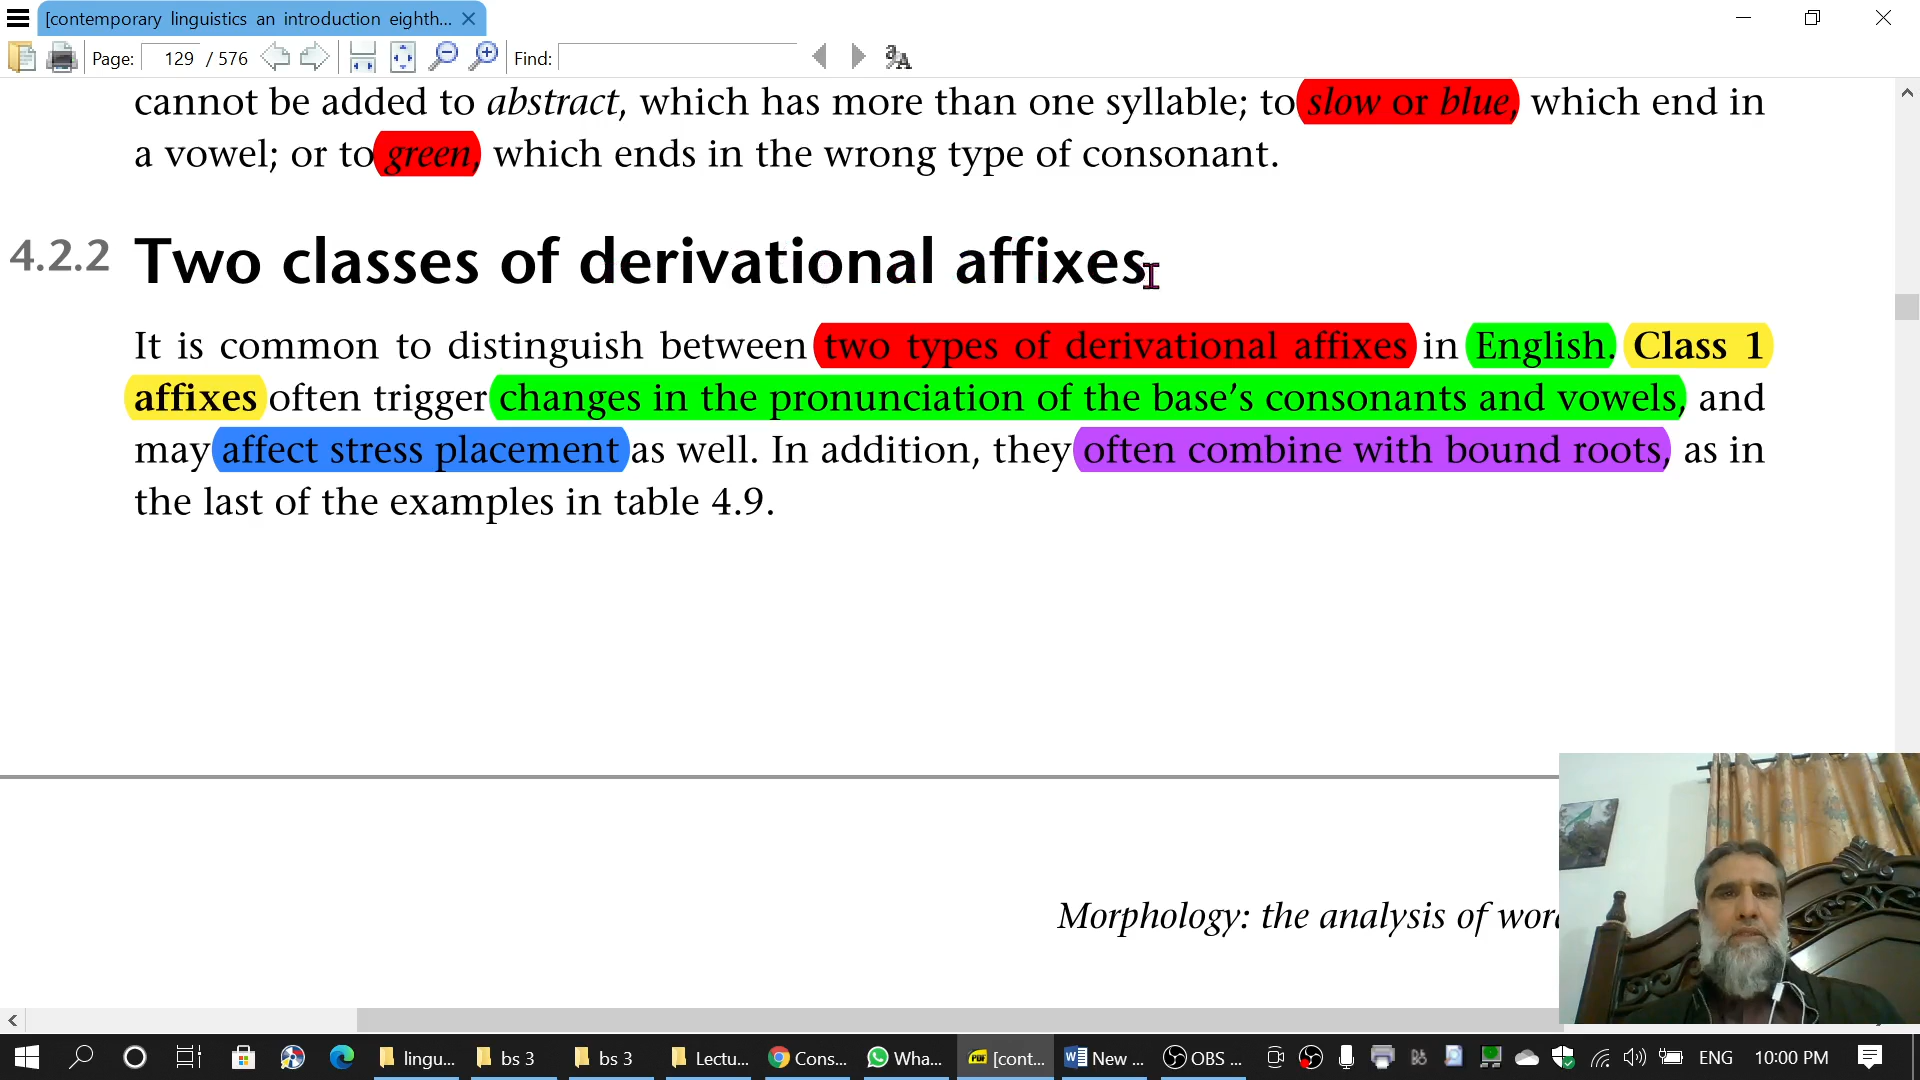 [contemporary linguistics an introduction eighth...
Page: 129 / 576 Find:
cannot be added to abstract, which has more than one syllable; to slow or blue, which end in
a vowel; or to green, which ends in the wrong type of consonant.
4.2.2 Two classes of derivational affixes
It is common to distinguish between two types of derivational affixes in English. Class 1
affixes often trigger changes in the pronunciation of the base's consonants and vowels, and
may affect stress placement as well. In addition, they often combine with bound roots, as in
the last of the examples in table 4.9.
Morphology: the analysis of
lingu... bs 3 bs 3 Lectu... Cons... Wha... [cont... New ... OBS ... ENG 10:00 PM